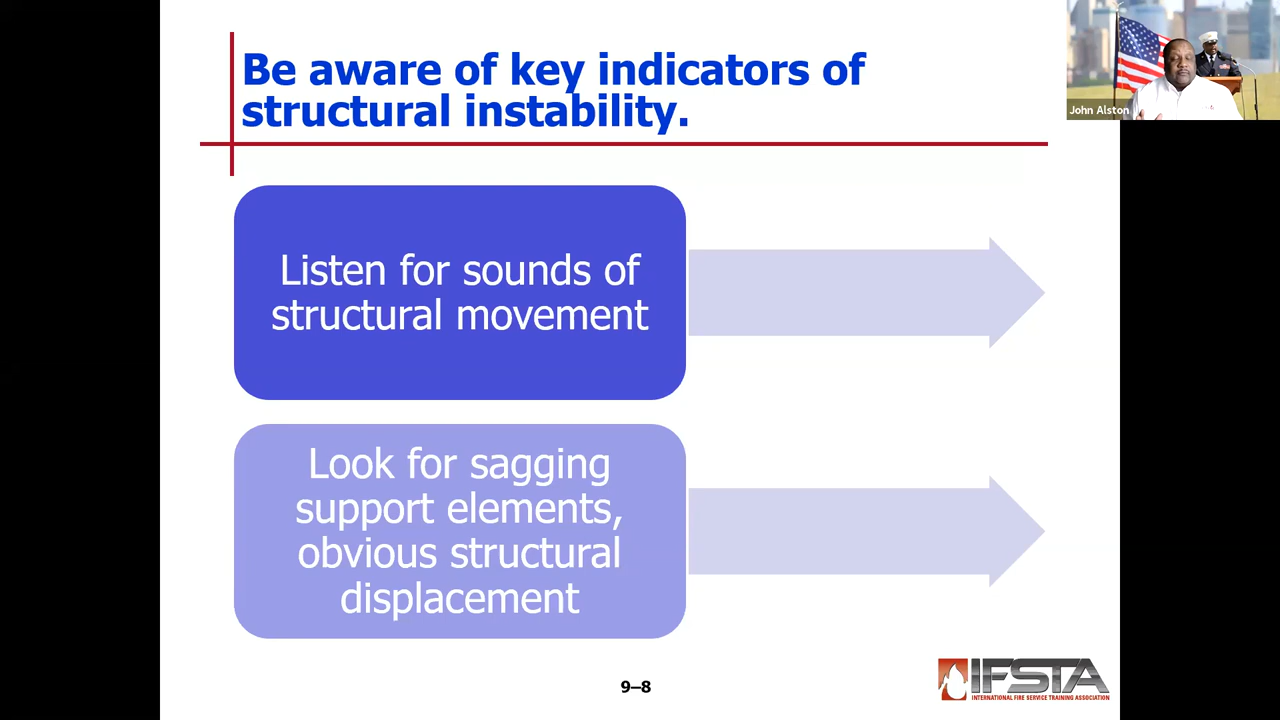 Be aware of key indicators of
structural instability.
John Alston
Listen for sounds of
structural movement
Look for sagging
support elements,
obvious structural
displacement
9–8
IFSTA
INTERNATIONAL FIRE SERVICE TRAINING ASSOCIATION